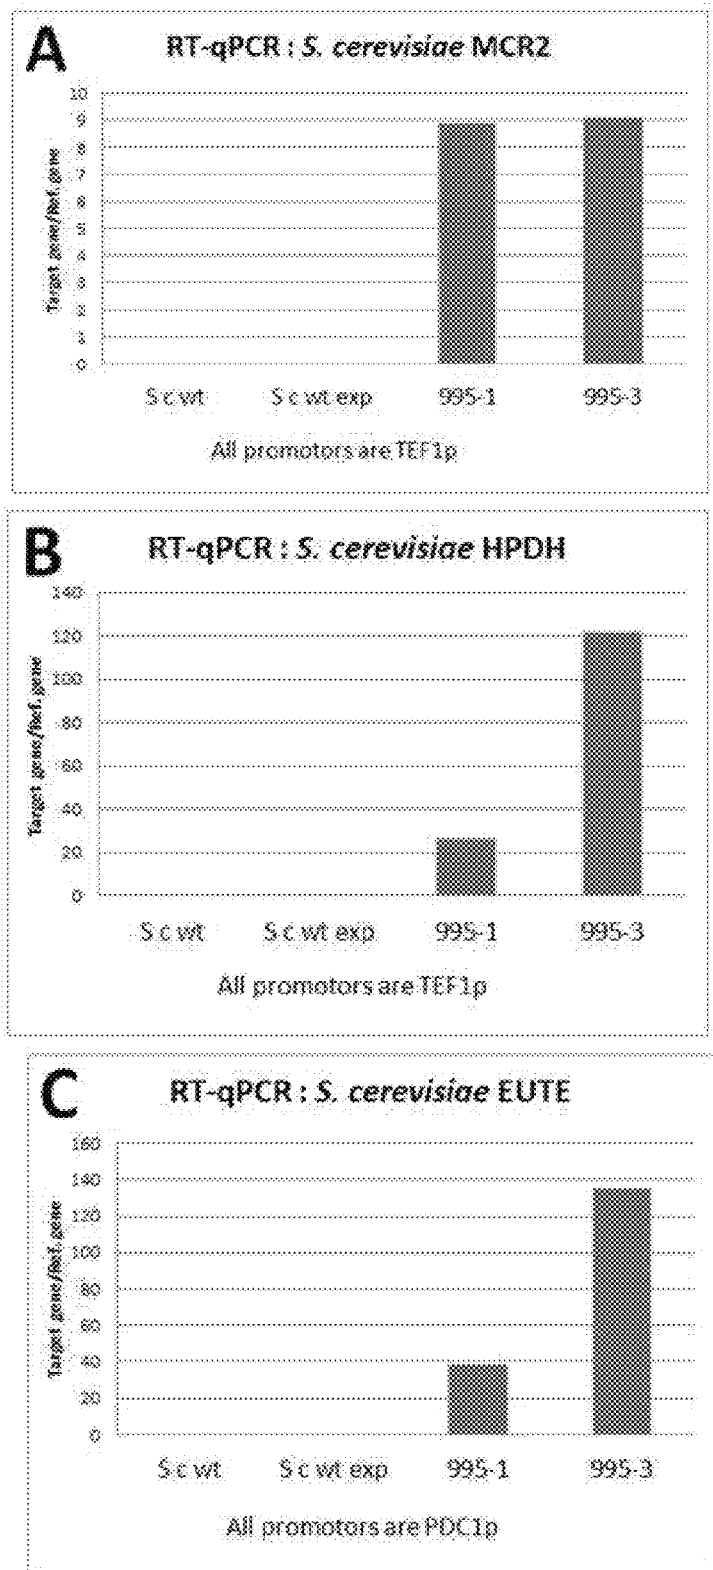 A
RT-qPCR : S. cerevisiae MCR2
Target gene/Ref. gene
10
9
8
7
6
5
4
3
2
1
0
S c wt S c wt exp 995-1 995-3
All promotors are TEF1p
B
RT-qPCR : S. cerevisiae HPDH
Target gene/Ref. gene
140
120
100
80
60
40
20
0
S c wt S c wt exp 995-1 995-3
All promotors are TEF1p
C
RT-qPCR : S. cerevisiae EUTE
Target gene/Ref. gene
160
140
120
100
80
60
40
20
0
S c wt S c wt exp 995-1 995-3
All promotors are PDC1p